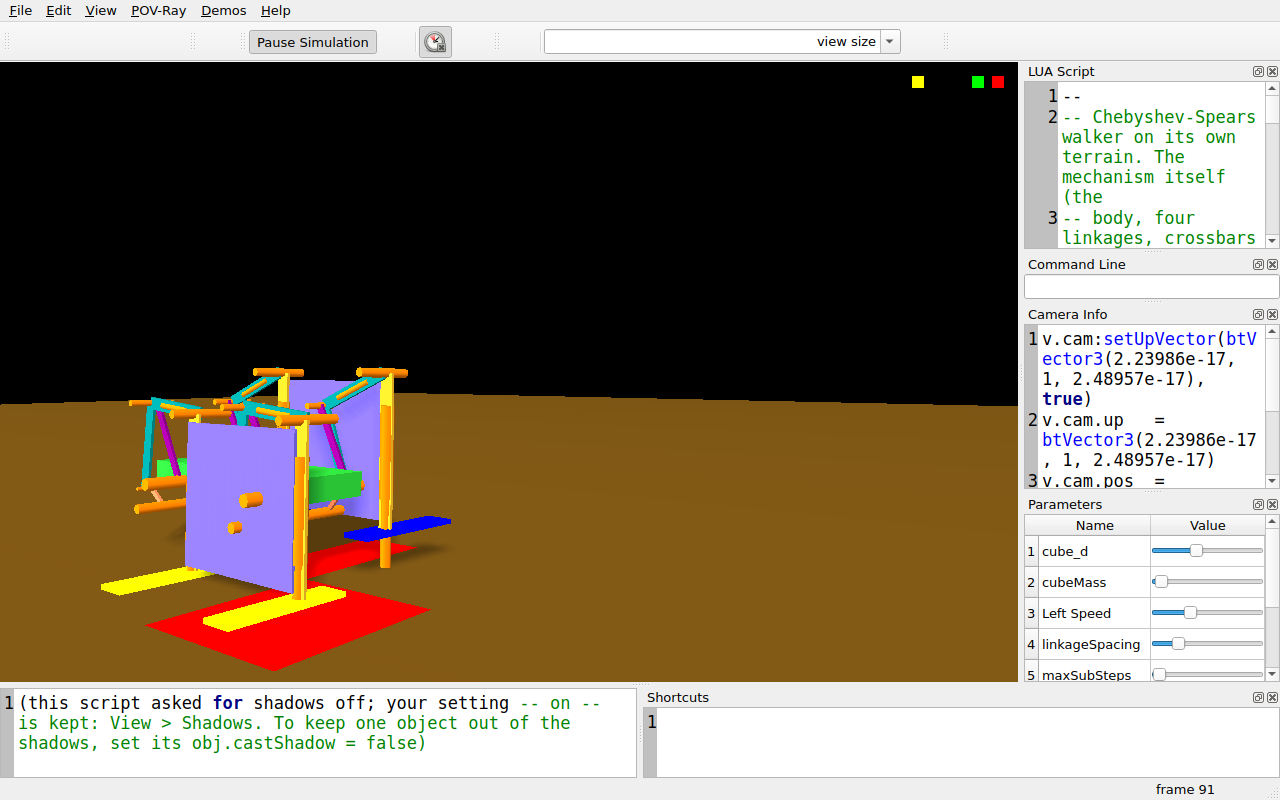 File Edit View POV-Ray Demos Help
Pause Simulation
view size
LUA Script
1 --
2 -- Chebyshev-Spears
walker on its own
terrain. The
mechanism itself
(the
3 -- body, four
linkages, crossbars
Command Line
Camera Info
1 v.cam:setUpVector(btV
ector3(2.23986e-17,
1, 2.48957e-17),
true)
2 v.cam.up   =
btVector3(2.23986e-17
, 1, 2.48957e-17)
3 v.cam.pos  =
Parameters
Name Value
1 cube_d
2 cubeMass
3 Left Speed
4 linkageSpacing
5 maxSubSteps
1 (this script asked for shadows off; your setting -- on --
is kept: View > Shadows. To keep one object out of the
shadows, set its obj.castShadow = false)
Shortcuts
1
frame 91